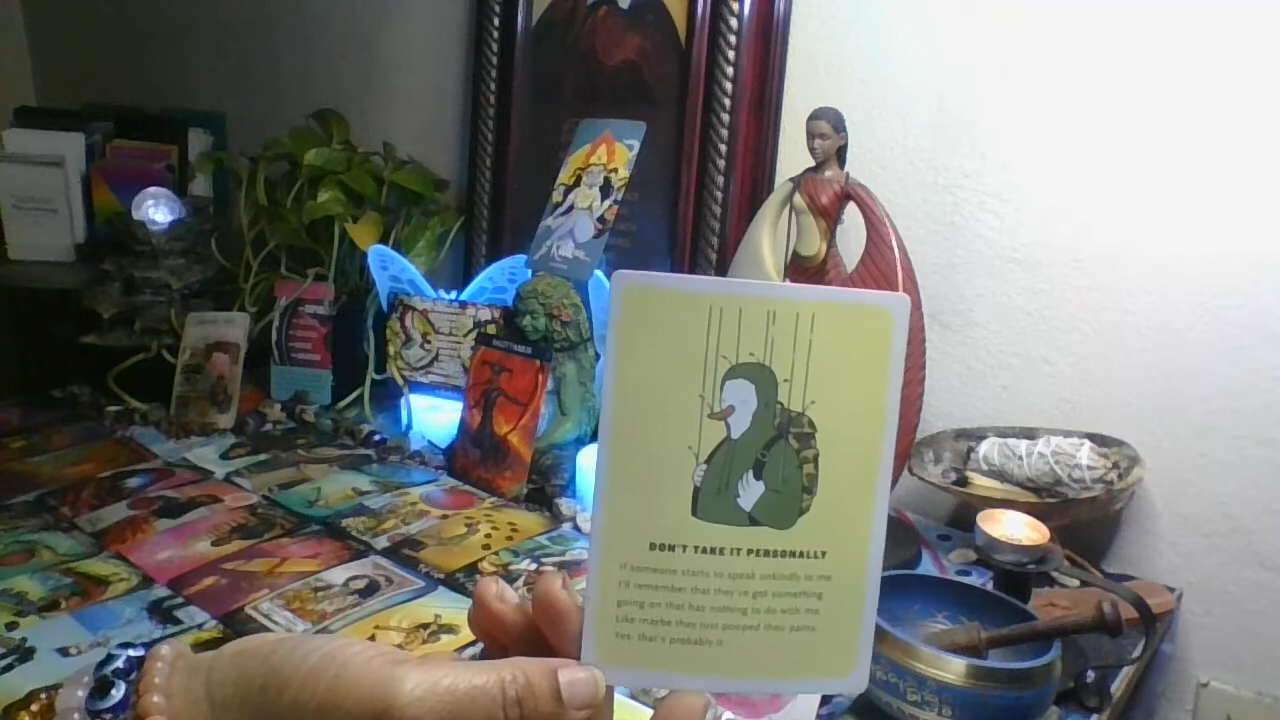 SAGITTARIUS
DON'T TAKE IT PERSONALLY
If someone starts to speak unkindly to me
I'll remember that they've got something
going on that has nothing to do with me.
Like maybe they just pooped their pants.
Yes, that's probably it.